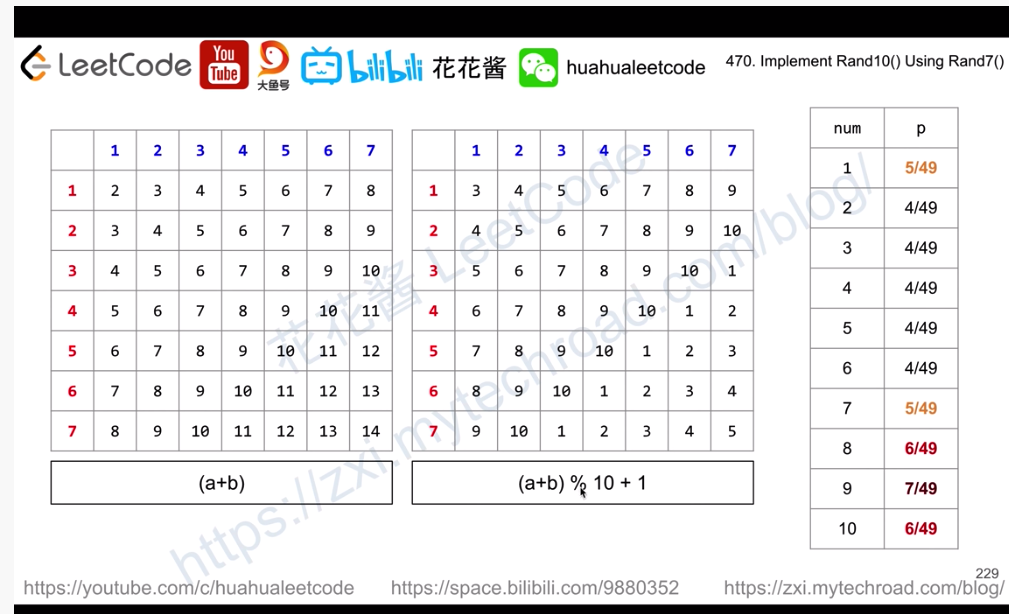 LeetCode You Tube 大鱼号 bilibili 花花酱 huahualeetcode 470. Implement Rand10() Using Rand7()
1 2 3 4 5 6 7
1 2 3 4 5 6 7 8
2 3 4 5 6 7 8 9
3 4 5 6 7 8 9 10
4 5 6 7 8 9 10 11
5 6 7 8 9 10 11 12
6 7 8 9 10 11 12 13
7 8 9 10 11 12 13 14
(a+b)
1 2 3 4 5 6 7
1 3 4 5 6 7 8 9
2 4 5 6 7 8 9 10
3 5 6 7 8 9 10 1
4 6 7 8 9 10 1 2
5 7 8 9 10 1 2 3
6 8 9 10 1 2 3 4
7 9 10 1 2 3 4 5
(a+b) % 10 + 1
num p
1 5/49
2 4/49
3 4/49
4 4/49
5 4/49
6 4/49
7 5/49
8 6/49
9 7/49
10 6/49
花花酱 LeetCode
https://zxi.mytechroad.com/blog/
229
https://youtube.com/c/huahualeetcode https://space.bilibili.com/9880352 https://zxi.mytechroad.com/blog/